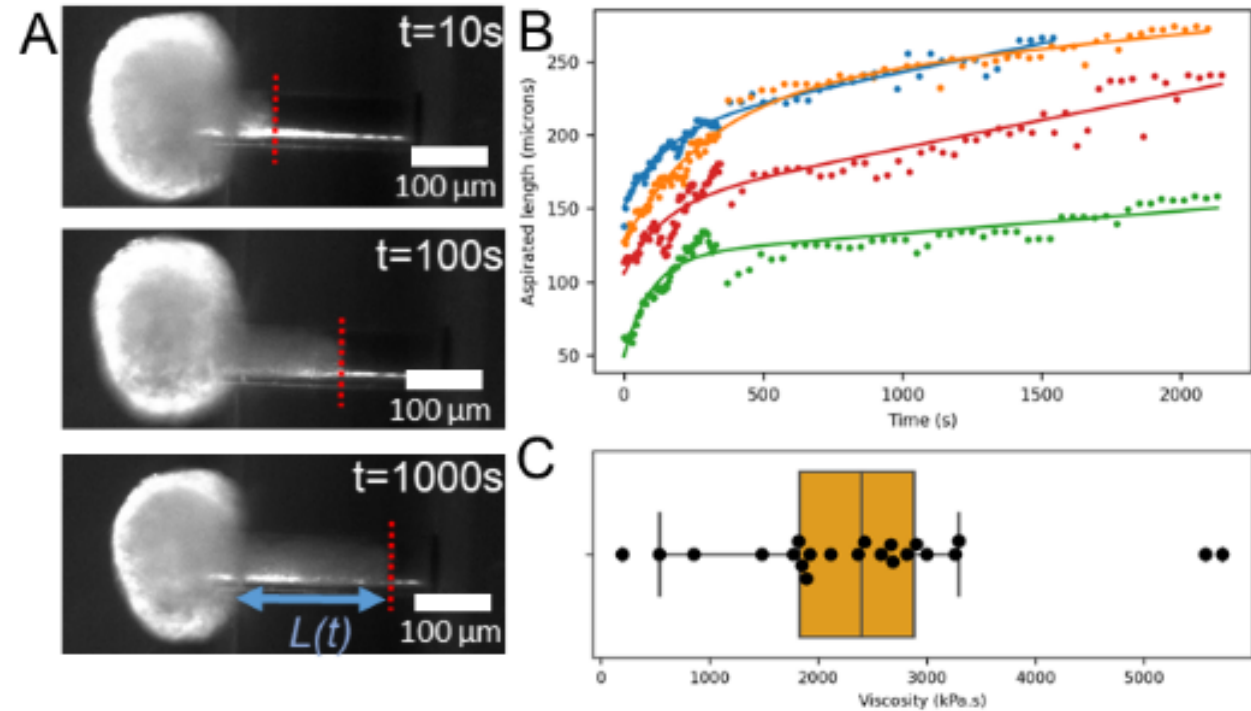 A
t=10s
100 µm
t=100s
100 µm
t=1000s
L(t)
100 µm
B
Aspirated length (microns)
250
200
150
100
50
0
500
1000
1500
2000
Time (s)
C
0
1000
2000
3000
4000
5000
Viscosity (kPa.s)